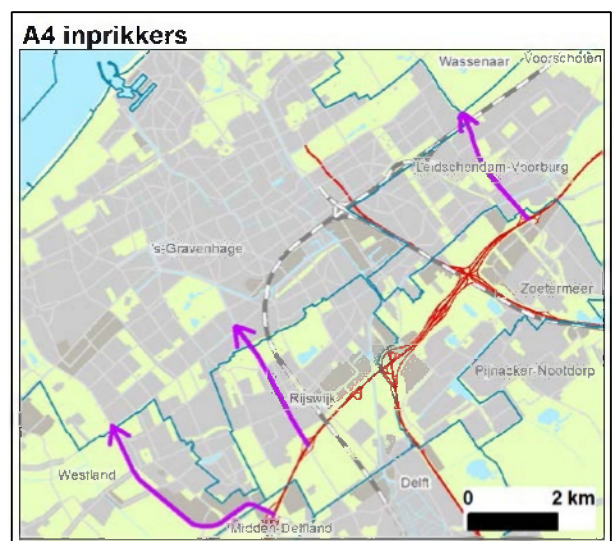 A4 inprikkers
Wassenaar Voorschoten
Leidschendam-Voorburg
's-Gravenhage
Zoetermeer
Pijnacker-Nootdorp
Rijswijk
Westland
Delft
0 2 km
Midden-Delfland